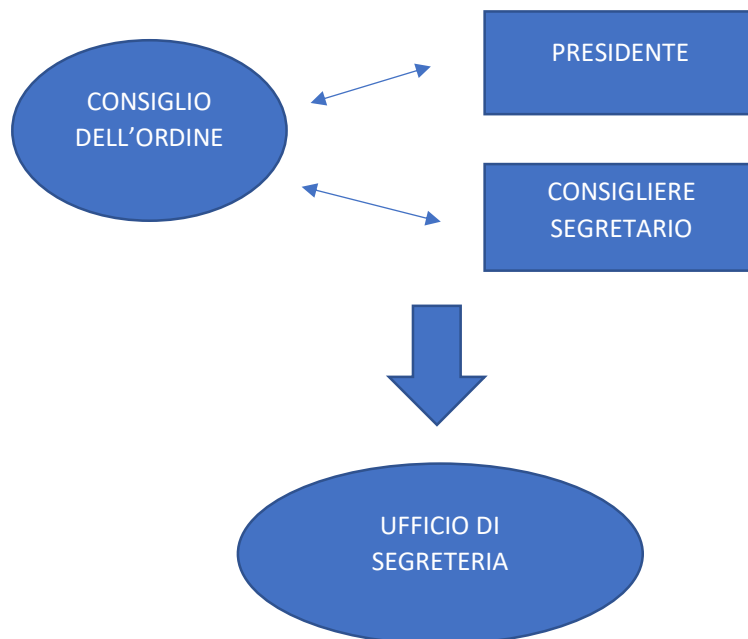 CONSIGLIO
DELL’ORDINE
PRESIDENTE
CONSIGLIERE
SEGRETARIO
UFFICIO DI
SEGRETERIA